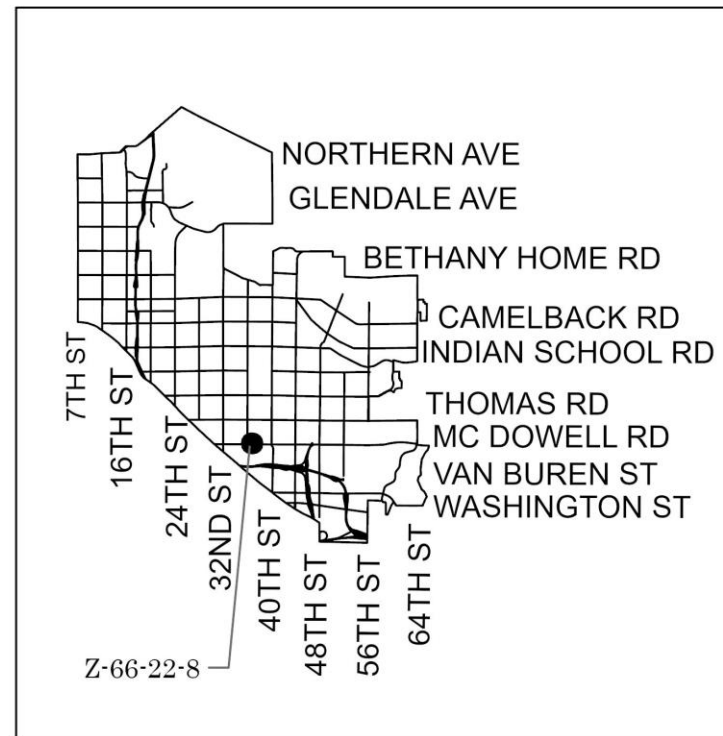 NORTHERN AVE
GLENDALE AVE
BETHANY HOME RD
CAMELBACK RD
INDIAN SCHOOL RD
THOMAS RD
MC DOWELL RD
VAN BUREN ST
WASHINGTON ST
7TH ST
16TH ST
24TH ST
32ND ST
40TH ST
48TH ST
56TH ST
64TH ST
Z-66-22-8